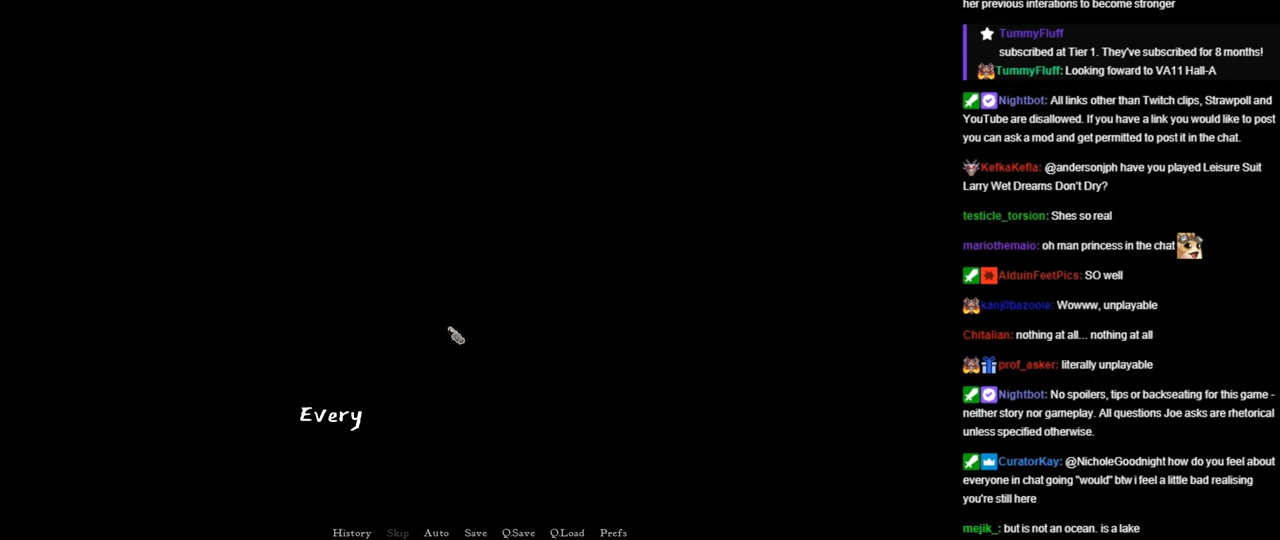 her previous interations to become stronger
TummyFluff
subscribed at Tier 1. They've subscribed for 8 months!
TummyFluff: Looking foward to VA11 Hall-A
Nightbot: All links other than Twitch clips, Strawpoll and
YouTube are disallowed. If you have a link you would like to post
you can ask a mod and get permitted to post it in the chat.
KefkaKefla: @andersonjph have you played Leisure Suit
Larry Wet Dreams Don't Dry?
testicle_torsion: Shes so real
mariothemaio: oh man princess in the chat
AlduinFeetPics: SO well
kanj0bazooie: Wowww, unplayable
Chitalian: nothing at all... nothing at all
prof_asker: literally unplayable
Nightbot: No spoilers, tips or backseating for this game -
neither story nor gameplay. All questions Joe asks are rhetorical
unless specified otherwise.
CuratorKay: @NicholeGoodnight how do you feel about
everyone in chat going "would" btw i feel a little bad realising
you're still here
mejik_: but is not an ocean. is a lake
Every
History Skip Auto Save Q.Save Q.Load Prefs